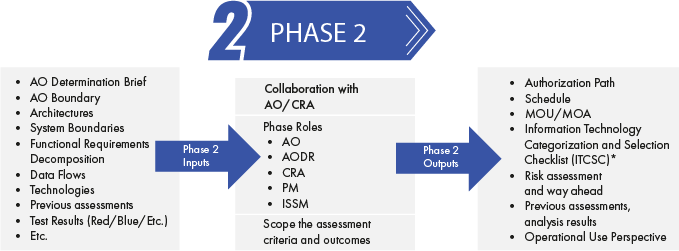 2 PHASE 2
• AO Determination Brief
• AO Boundary
• Architectures
• System Boundaries
• Functional Requirements
Decomposition
• Data Flows
• Technologies
• Previous assessments
• Test Results (Red/Blue/Etc.)
• Etc.
Phase 2
Inputs
Collaboration with
AO/CRA
Phase Roles
• AO
• AODR
• CRA
• PM
• ISSM
Scope the assessment
criteria and outcomes
Phase 2
Outputs
• Authorization Path
• Schedule
• MOU/MOA
• Information Technology
Categorization and Selection
Checklist (ITCSC)*
• Risk assessment
and way ahead
• Previous assessments,
analysis results
• Operational Use Perspective